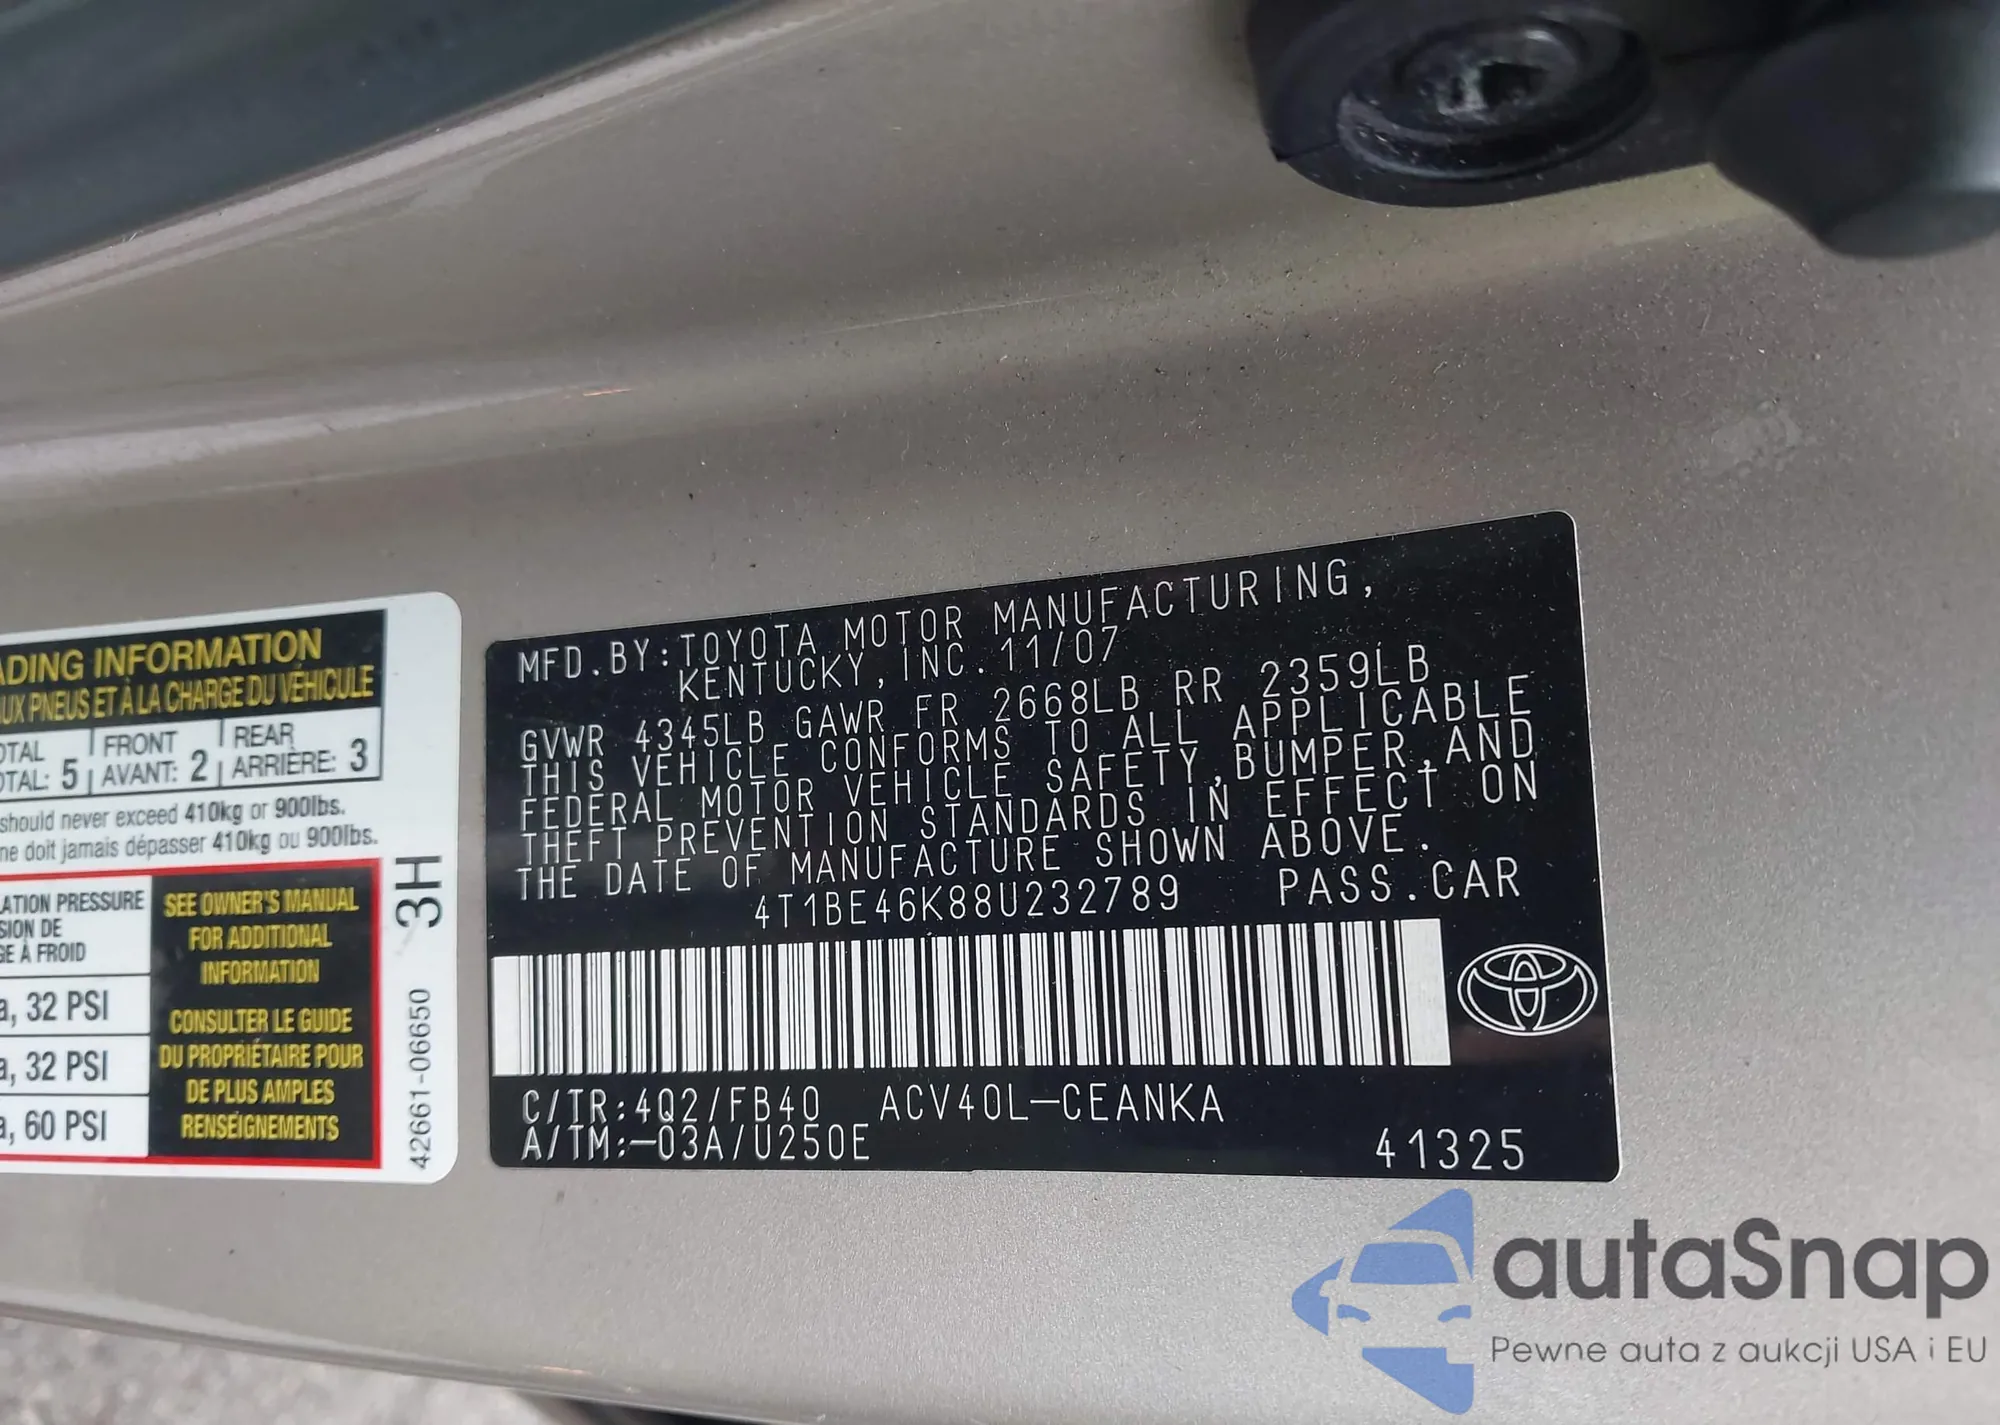 ADING INFORMATION
UX PNEUS ET À LA CHARGE DU VÉHICULE
OTAL FRONT REAR
OTAL: 5 AVANT: 2 ARRIÈRE: 3
should never exceed 410kg or 900lbs.
ne doit jamais dépasser 410kg ou 900lbs.
ATION PRESSURE
SION DE
GE À FROID
a, 32 PSI
a, 32 PSI
a, 60 PSI
SEE OWNER'S MANUAL
FOR ADDITIONAL
INFORMATION
CONSULTER LE GUIDE
DU PROPRIÉTAIRE POUR
DE PLUS AMPLES
RENSEIGNEMENTS
3H
42661-06650
MFD.BY:TOYOTA MOTOR MANUFACTURING,
KENTUCKY,INC.11/07
GVWR 4345LB GAWR FR 2668LB RR 2359LB
THIS VEHICLE CONFORMS TO ALL APPLICABLE
FEDERAL MOTOR VEHICLE SAFETY,BUMPER,AND
THEFT PREVENTION STANDARDS IN EFFECT ON
THE DATE OF MANUFACTURE SHOWN ABOVE.
4T1BE46K88U232789 PASS.CAR
C/TR:4Q2/FB40 ACV40L-CEANKA
A/TM:-03A/U250E
41325
autaSnap
Pewne auta z aukcji USA i EU